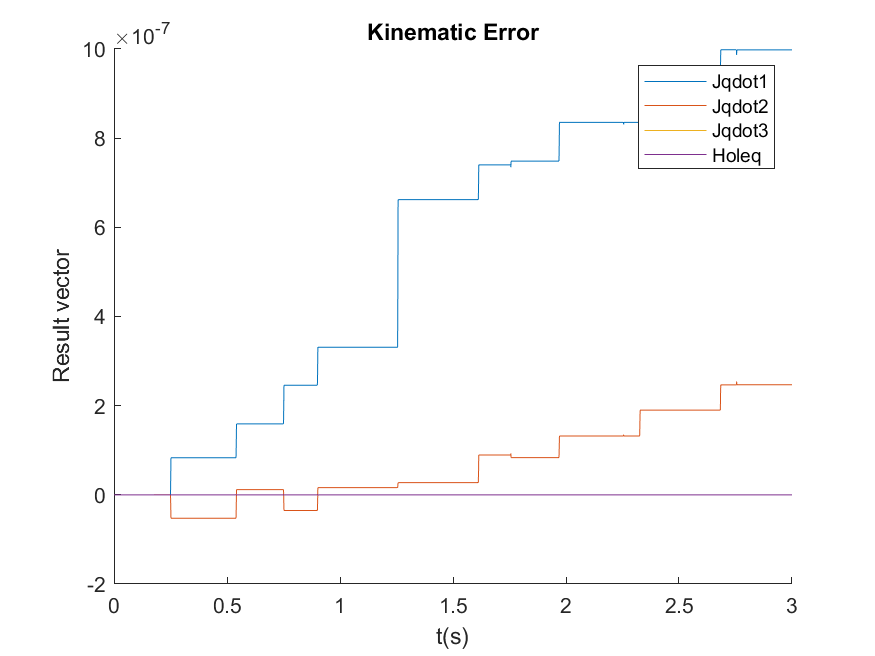 Kinematic Error
×10-7
10
8
6
4
2
0
-2
0 0.5 1 1.5 2 2.5 3
t(s)
Result vector
Jqdot1
Jqdot2
Jqdot3
Holeq